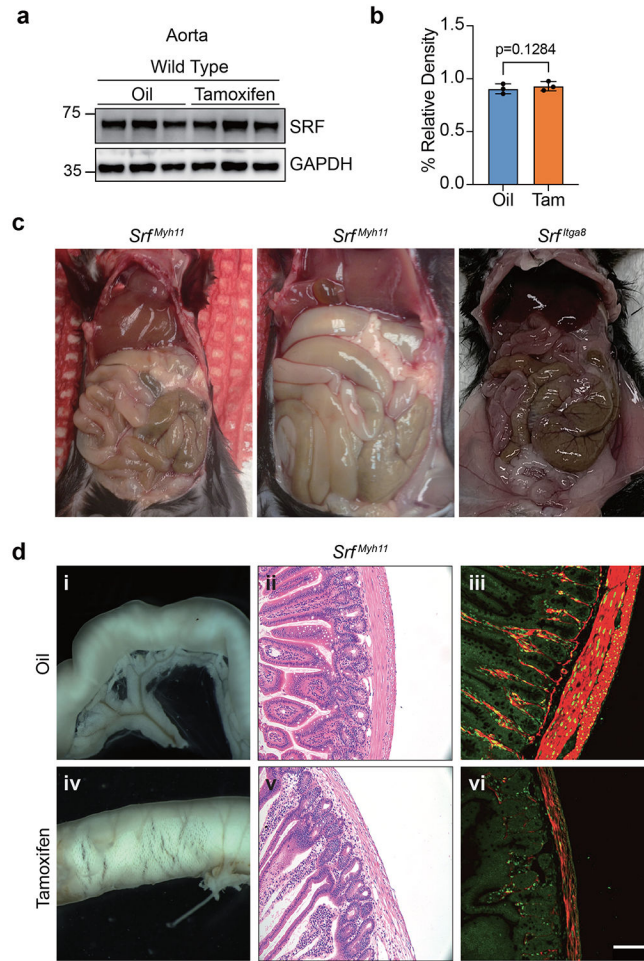 a
Aorta
Wild Type
Oil Tamoxifen
75
SRF
35
GAPDH
b
p=0.1284
% Relative Density
1.5
1.0
0.5
0.0
Oil Tam
c
Srf^Myh11 Srf^Myh11 Srf^Itga8
d
Srf^Myh11
Oil
i ii iii
Tamoxifen
iv v vi